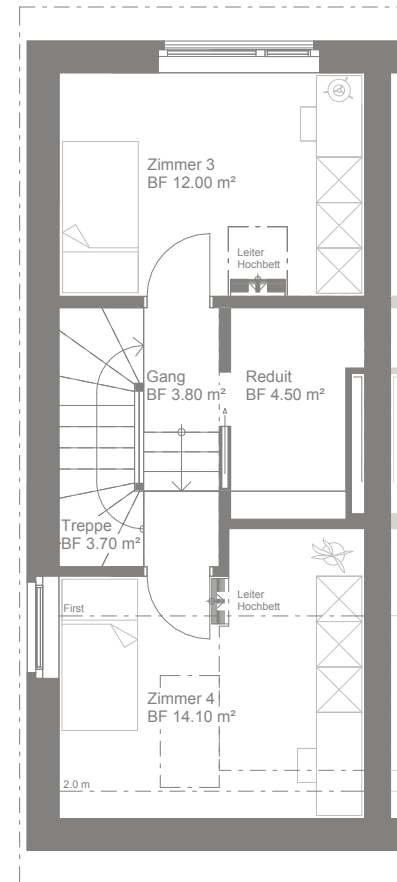 Zimmer 3
BF 12.00 m²
Leiter
Hochbett
Gang
BF 3.80 m²
Reduit
BF 4.50 m²
Treppe
BF 3.70 m²
First
Leiter
Hochbett
Zimmer 4
BF 14.10 m²
2.0 m